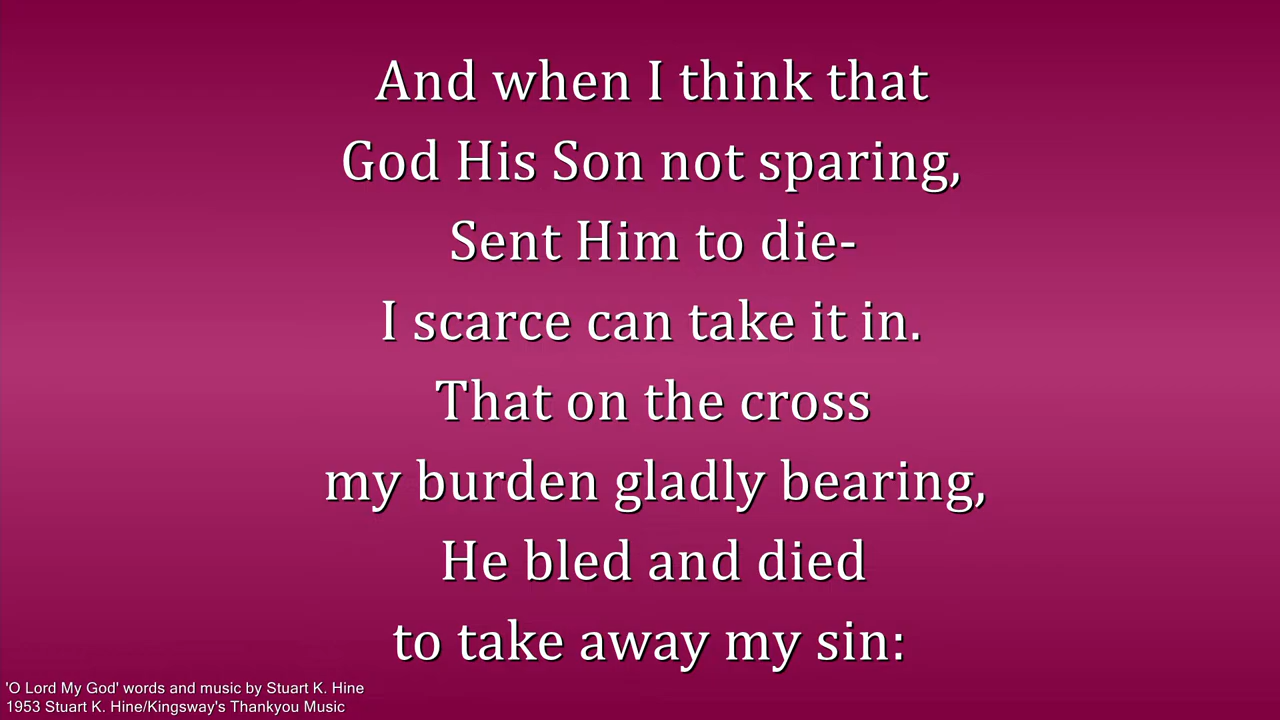 And when I think that
God His Son not sparing,
Sent Him to die-
I scarce can take it in.
That on the cross
my burden gladly bearing,
He bled and died
to take away my sin:
'O Lord My God' words and music by Stuart K. Hine
1953 Stuart K. Hine/Kingsway's Thankyou Music